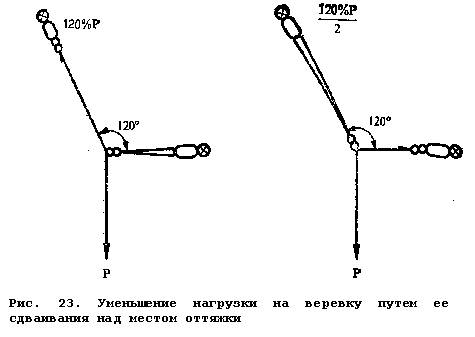 120%P
120%P
2
120°
120°
P
P
Рис. 23. Уменьшение нагрузки на веревку путем ее
сдваивания над местом оттяжки